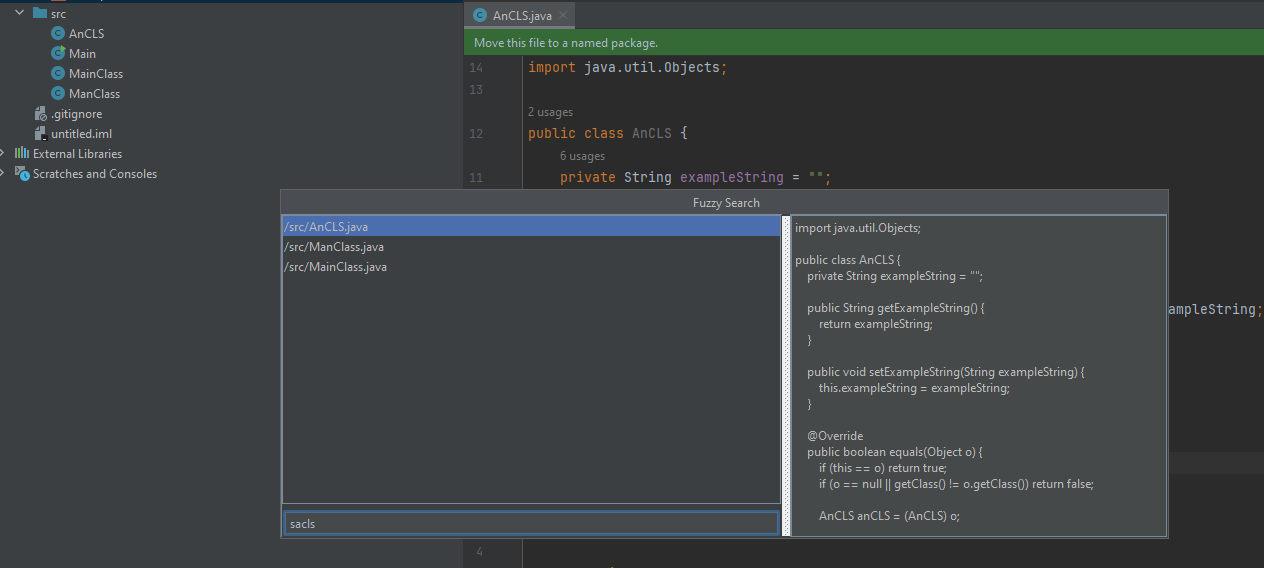 src
AnCLS
Main
MainClass
ManClass
.gitignore
untitled.iml
External Libraries
Scratches and Consoles
AnCLS.java
Move this file to a named package.
14 import java.util.Objects;
13
2 usages
12 public class AnCLS {
6 usages
11 private String exampleString = "";
Fuzzy Search
/src/AnCLS.java
/src/ManClass.java
/src/MainClass.java
sacls
import java.util.Objects;
public class AnCLS {
private String exampleString = "";
public String getExampleString() {
return exampleString;
}
public void setExampleString(String exampleString) {
this.exampleString = exampleString;
}
@Override
public boolean equals(Object o) {
if (this == o) return true;
if (o == null || getClass() != o.getClass()) return false;
AnCLS anCLS = (AnCLS) o;
ampleString;
4